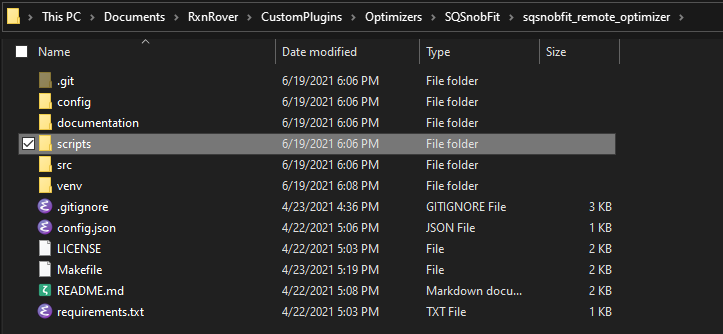 This PC > Documents > RxnRover > CustomPlugins > Optimizers > SQSnobFit > sqsnobfit_remote_optimizer >
Name Date modified Type Size
.git 6/19/2021 6:06 PM File folder
config 6/19/2021 6:06 PM File folder
documentation 6/19/2021 6:06 PM File folder
scripts 6/19/2021 6:06 PM File folder
src 6/19/2021 6:06 PM File folder
venv 6/19/2021 6:08 PM File folder
.gitignore 4/23/2021 4:36 PM GITIGNORE File 3 KB
config.json 4/22/2021 5:06 PM JSON File 1 KB
LICENSE 4/22/2021 5:03 PM File 2 KB
Makefile 4/23/2021 5:19 PM File 2 KB
README.md 4/22/2021 5:08 PM Markdown docu... 2 KB
requirements.txt 4/22/2021 5:03 PM TXT File 1 KB